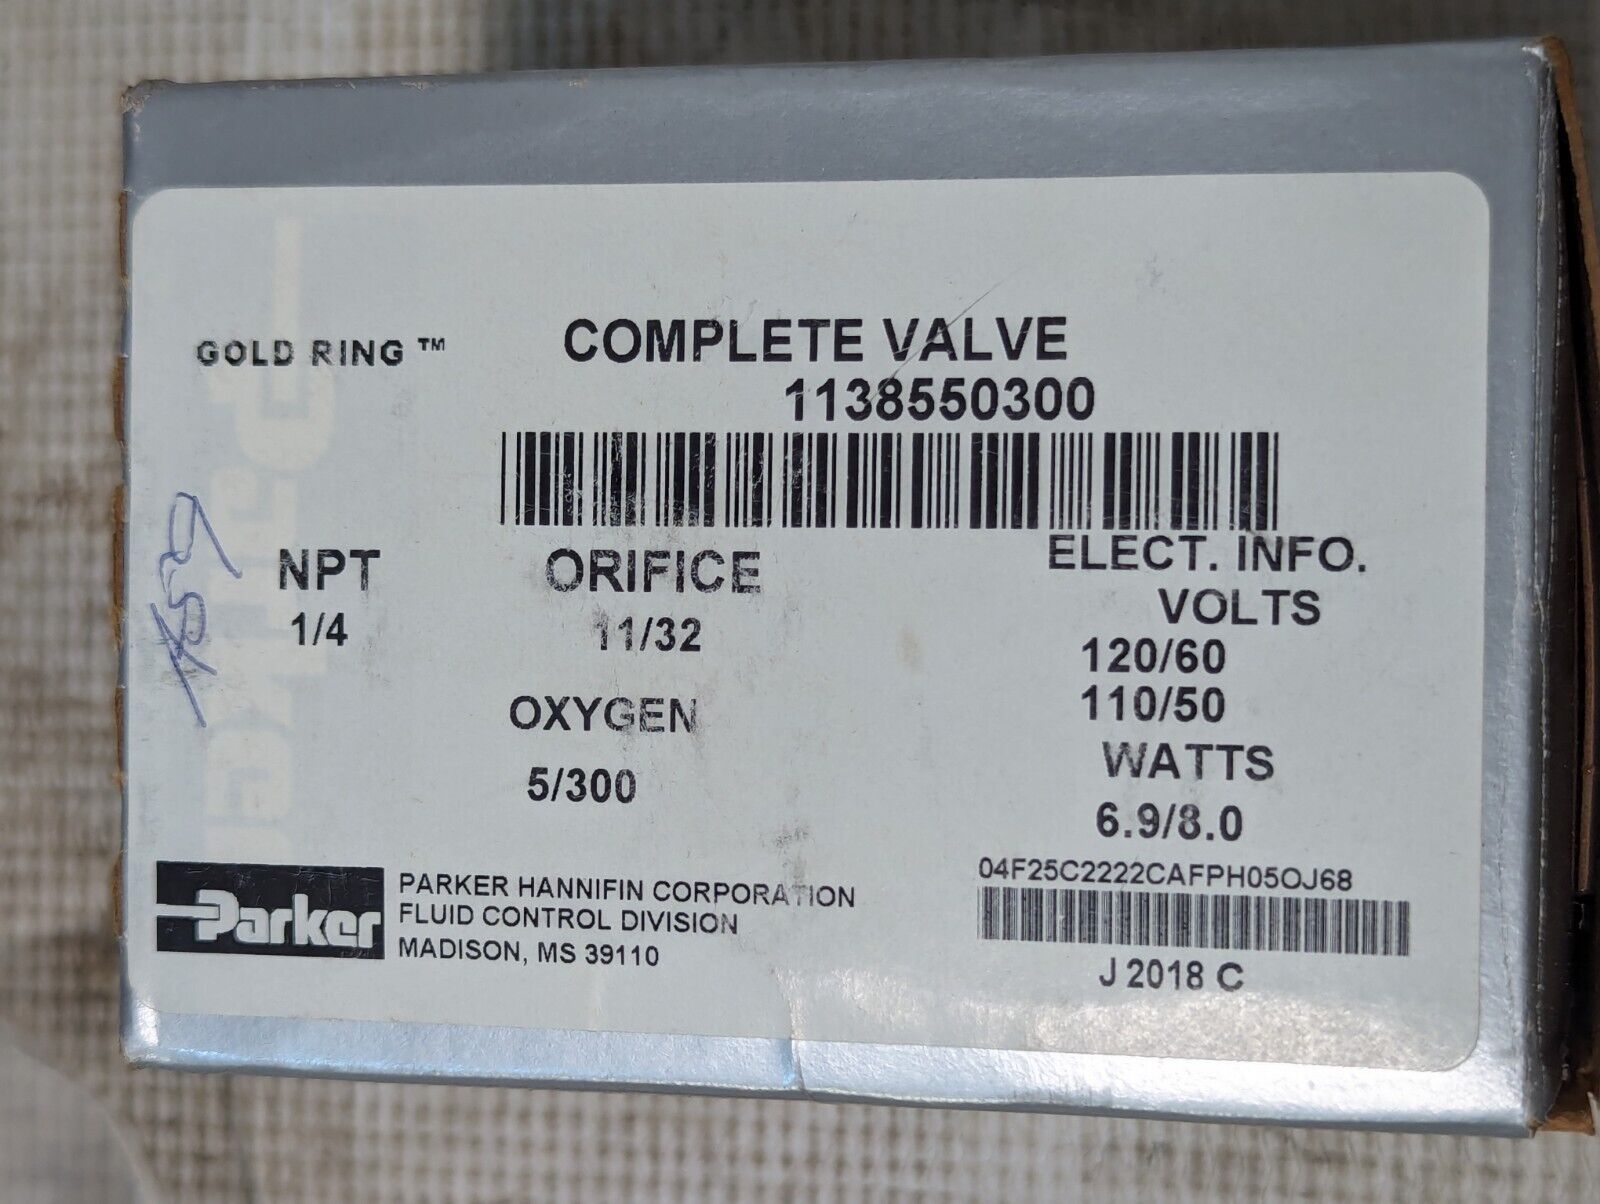 GOLD RING ™
COMPLETE VALVE
1138550300
NPT
1/4
ORIFICE
11/32
OXYGEN
5/300
ELECT. INFO.
VOLTS
120/60
110/50
WATTS
6.9/8.0
04F25C2222CAFPH05OJ68
J 2018 C
Parker
PARKER HANNIFIN CORPORATION
FLUID CONTROL DIVISION
MADISON, MS 39110
Parker